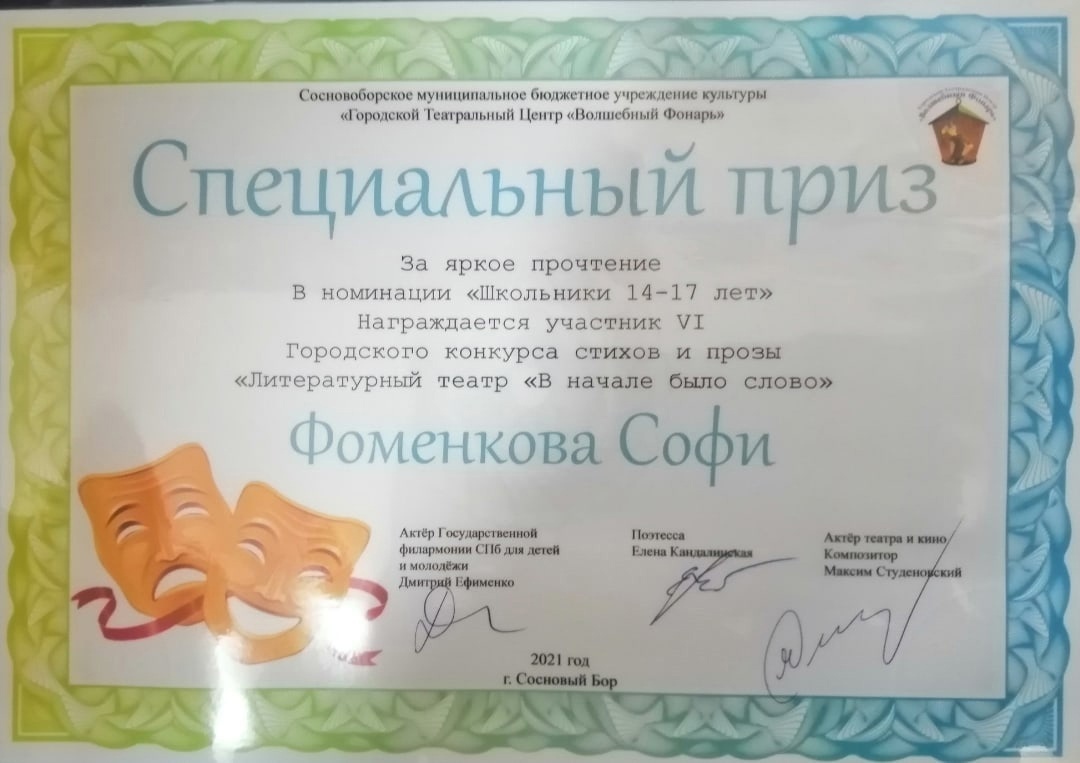 Сосновоборское муниципальное бюджетное учреждение культуры
«Городской Театральный Центр «Волшебный Фонарь»
Волшебный Фонарь
Специальный приз
За яркое прочтение
В номинации «Школьники 14-17 лет»
Награждается участник VI
Городского конкурса стихов и прозы
«Литературный театр «В начале было слово»
Фоменкова Софи
Актёр Государственной
филармонии СПб для детей
и молодёжи
Дмитрий Ефименко
Поэтесса
Елена Кандалинская
Актёр театра и кино
Композитор
Максим Студеновский
2021 год
г. Сосновый Бор